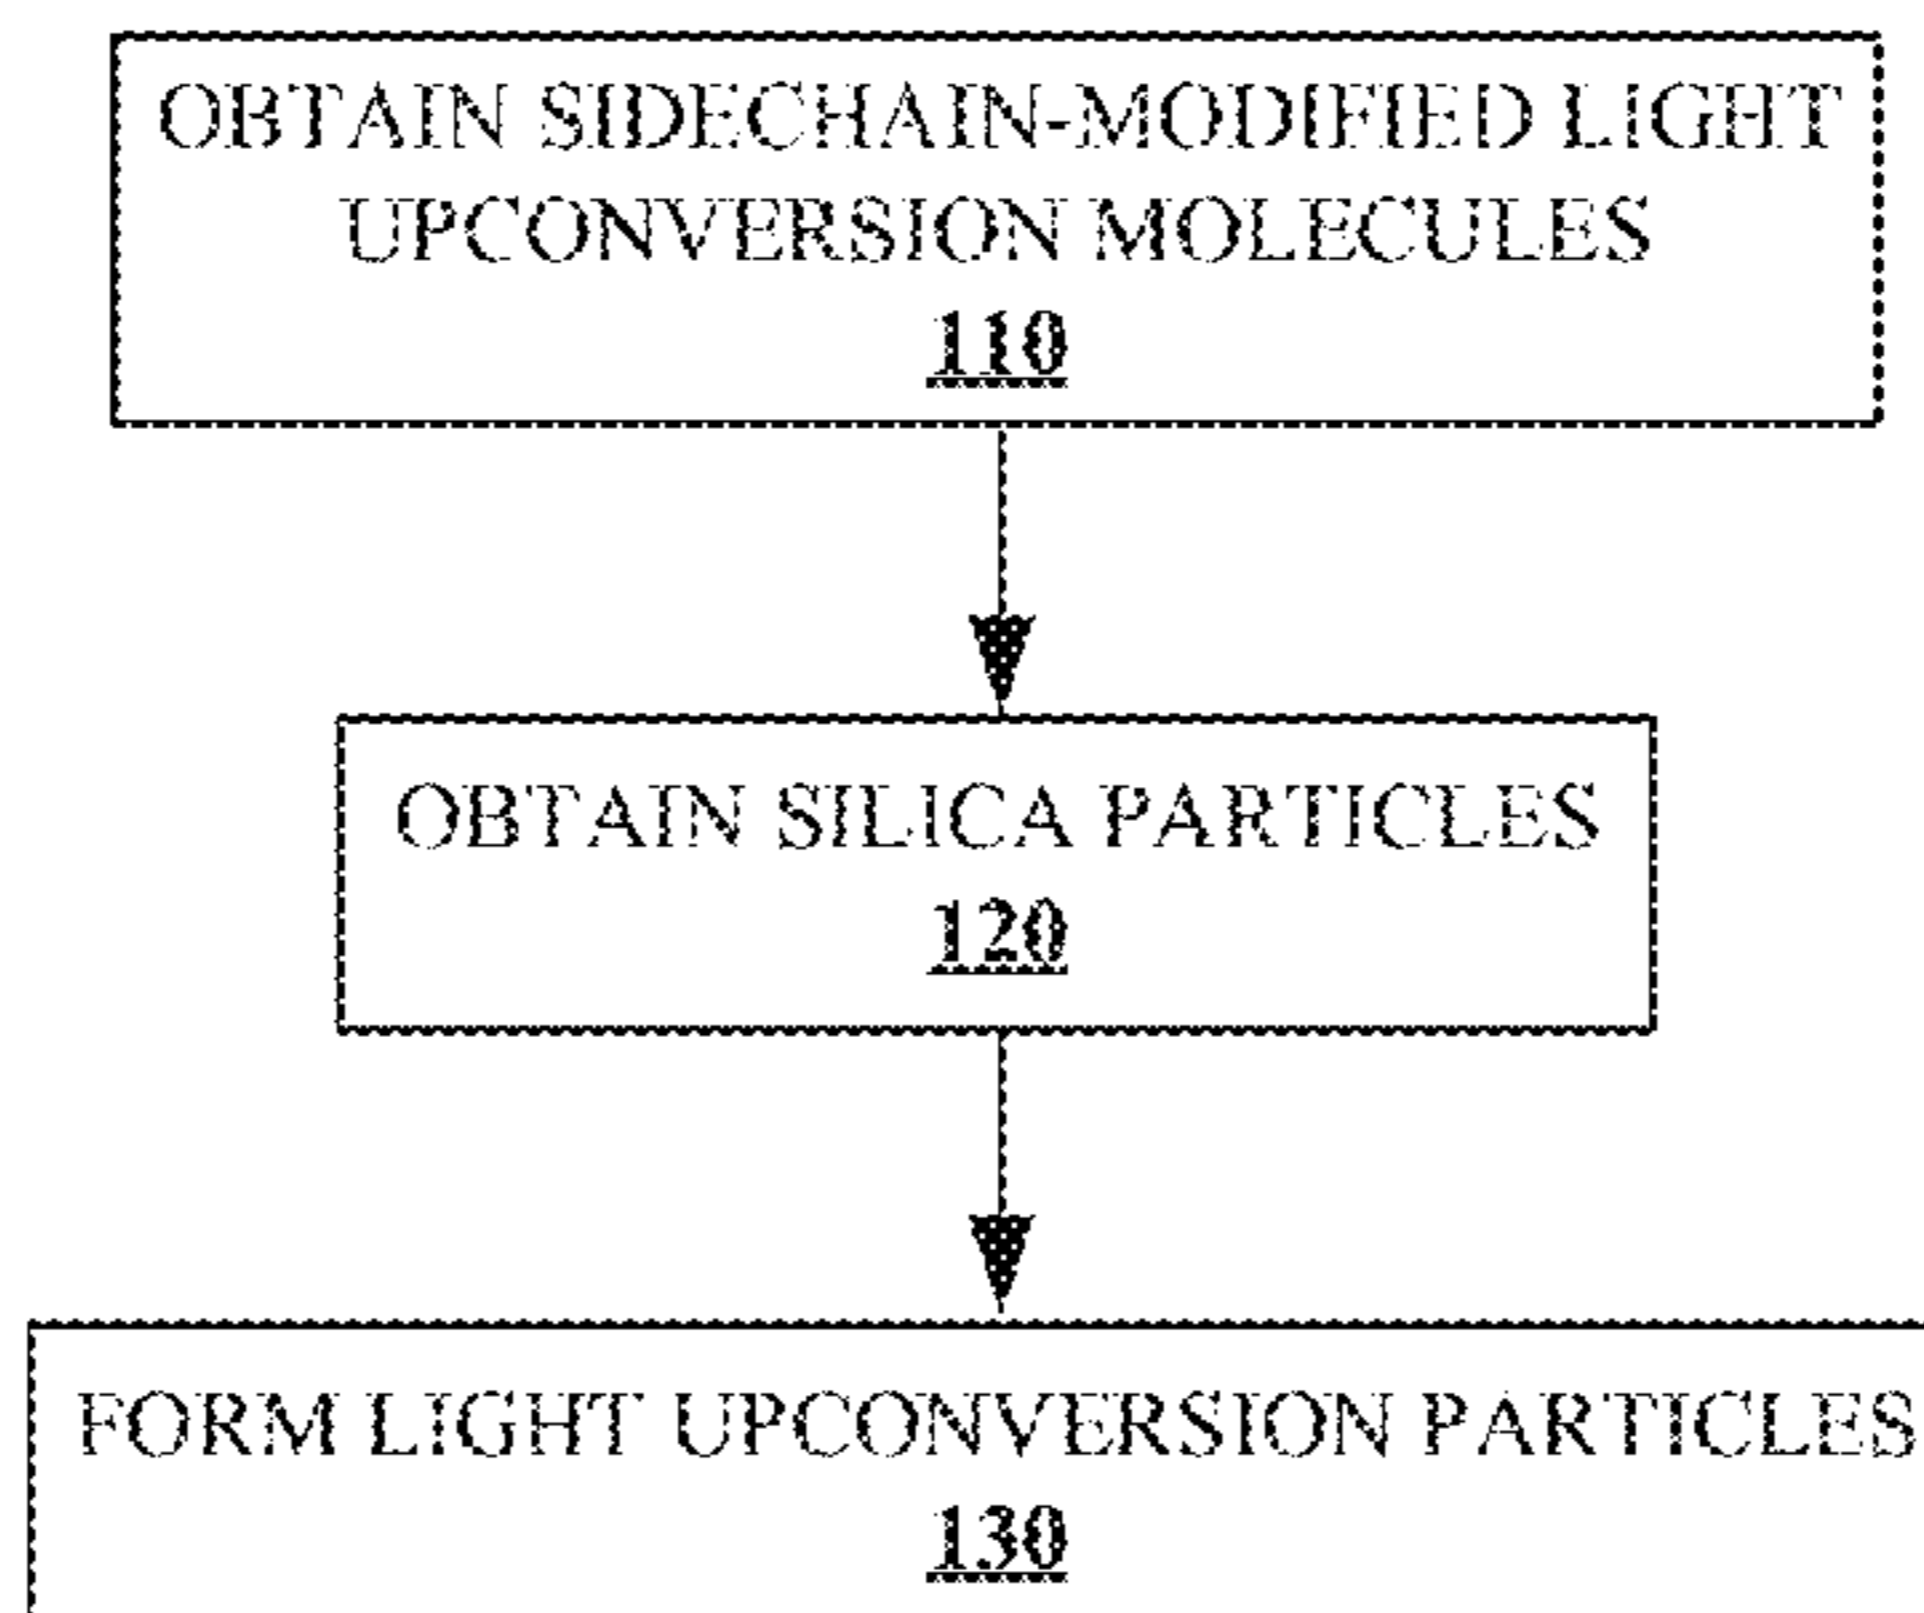 OBTAIN SIDECHAIN-MODIFIED LIGHT
UPCONVERSION MOLECULES
110
OBTAIN SILICA PARTICLES
120
FORM LIGHT UPCONVERSION PARTICLES
130